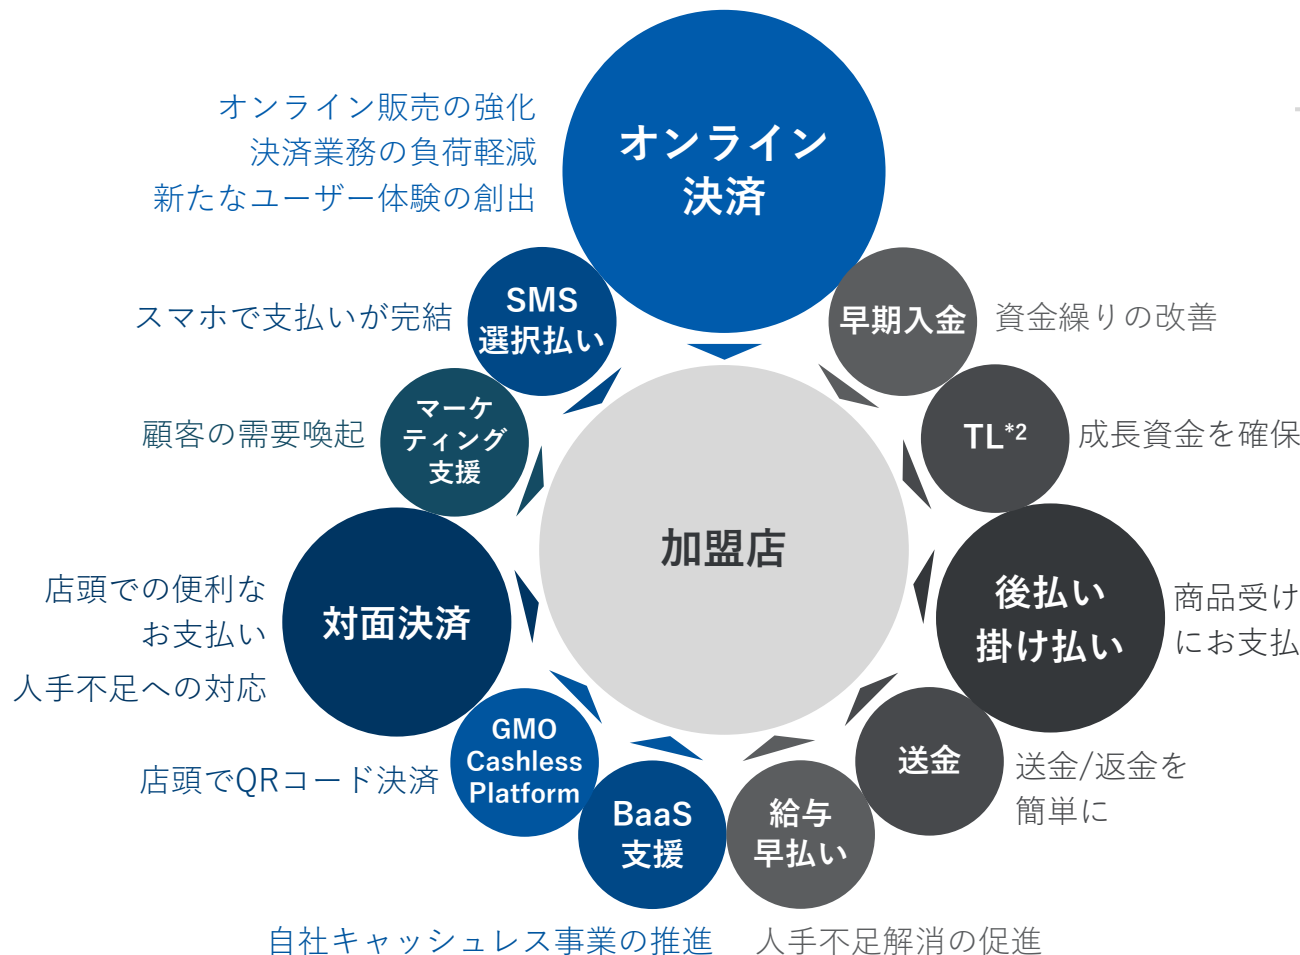 オンライン販売の強化
決済業務の負荷軽減
新たなユーザー体験の創出
オンライン
決済
スマホで支払いが完結
SMS
選択払い
早期入金
資金繰りの改善
顧客の需要喚起
マーケ
ティング
支援
TL*2
成長資金を確保
加盟店
店頭での便利な
お支払い
人手不足への対応
対面決済
後払い
掛け払い
商品受け
にお支払
店頭でQRコード決済
GMO
Cashless
Platform
BaaS
支援
給与
早払い
送金
送金/返金を
簡単に
自社キャッシュレス事業の推進
人手不足解消の促進